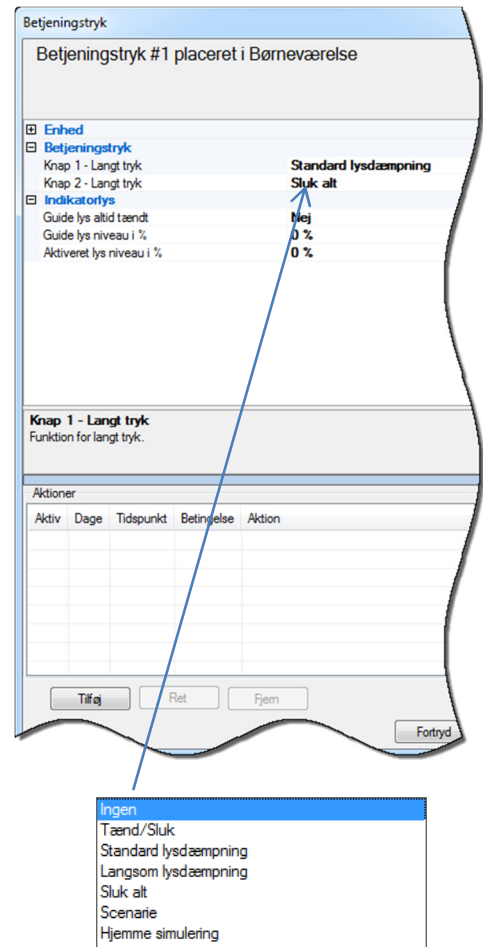 Betjeningstryk
Betjeningstryk #1 placeret i Børneværelse
Enhed
Betjeningstryk
Knap 1 - Langt tryk Standard lysdæmpning
Knap 2 - Langt tryk Sluk alt
Indikatorlys
Guide lys altid tændt Nej
Guide lys niveau i % 0 %
Aktiveret lys niveau i % 0 %
Knap 1 - Langt tryk
Funktion for langt tryk.
Aktioner
Aktiv Dage Tidspunkt Betingelse Aktion
Tilføj Ret Fjern
Fortryd
Ingen
Tænd/Sluk
Standard lysdæmpning
Langsom lysdæmpning
Sluk alt
Scenarie
Hjemme simulering